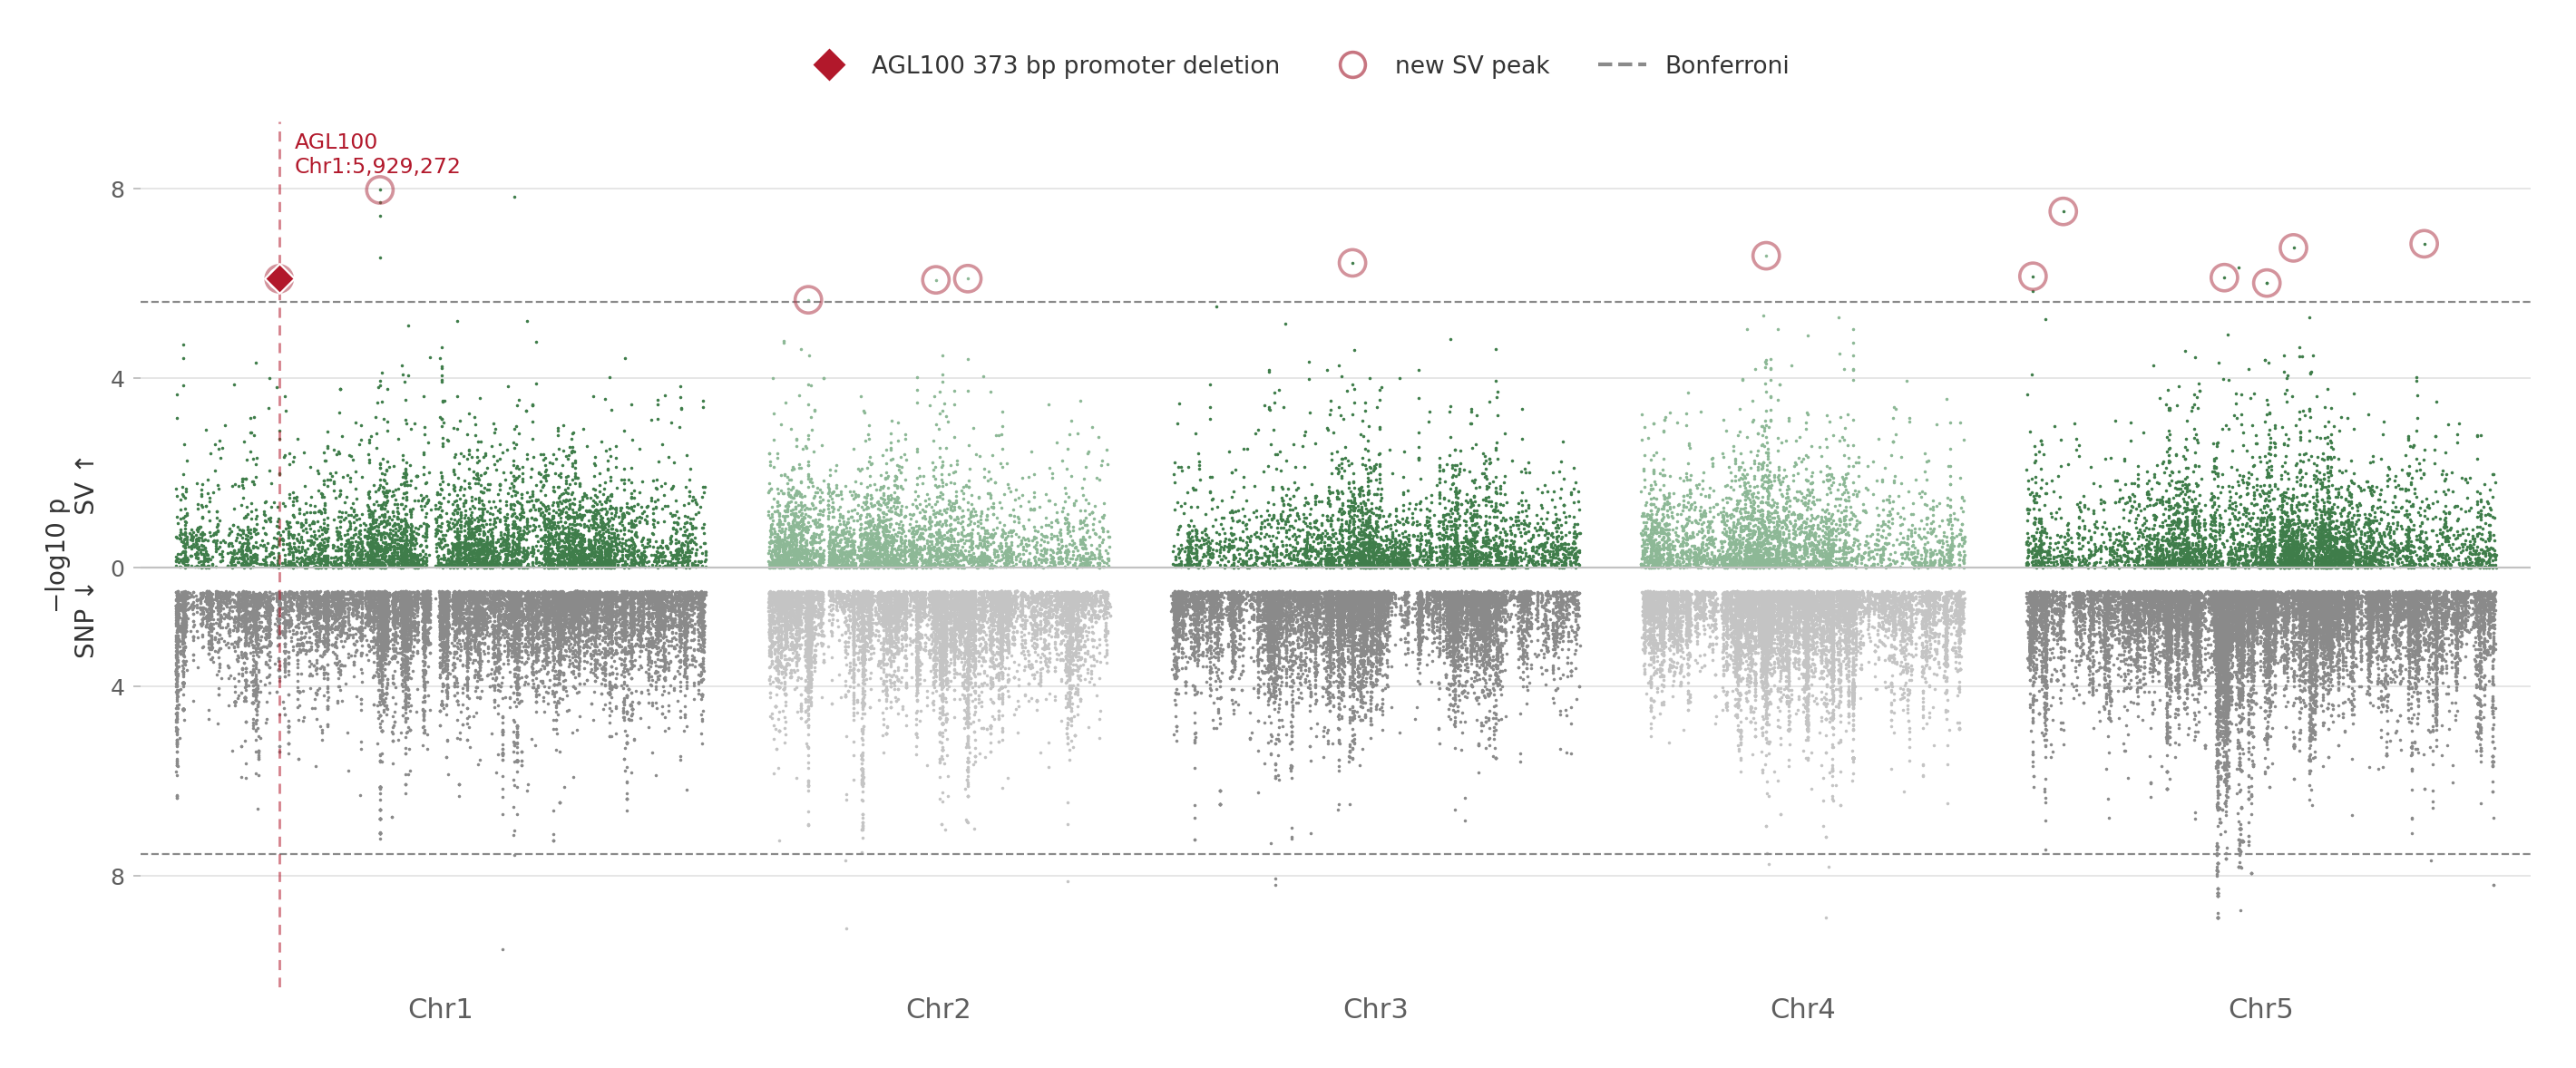 AGL100 373 bp promoter deletion
new SV peak
Bonferroni
AGL100
Chr1:5,929,272
8
4
0
4
8
−log10 p
SNP ↓ SV ↑
Chr1
Chr2
Chr3
Chr4
Chr5